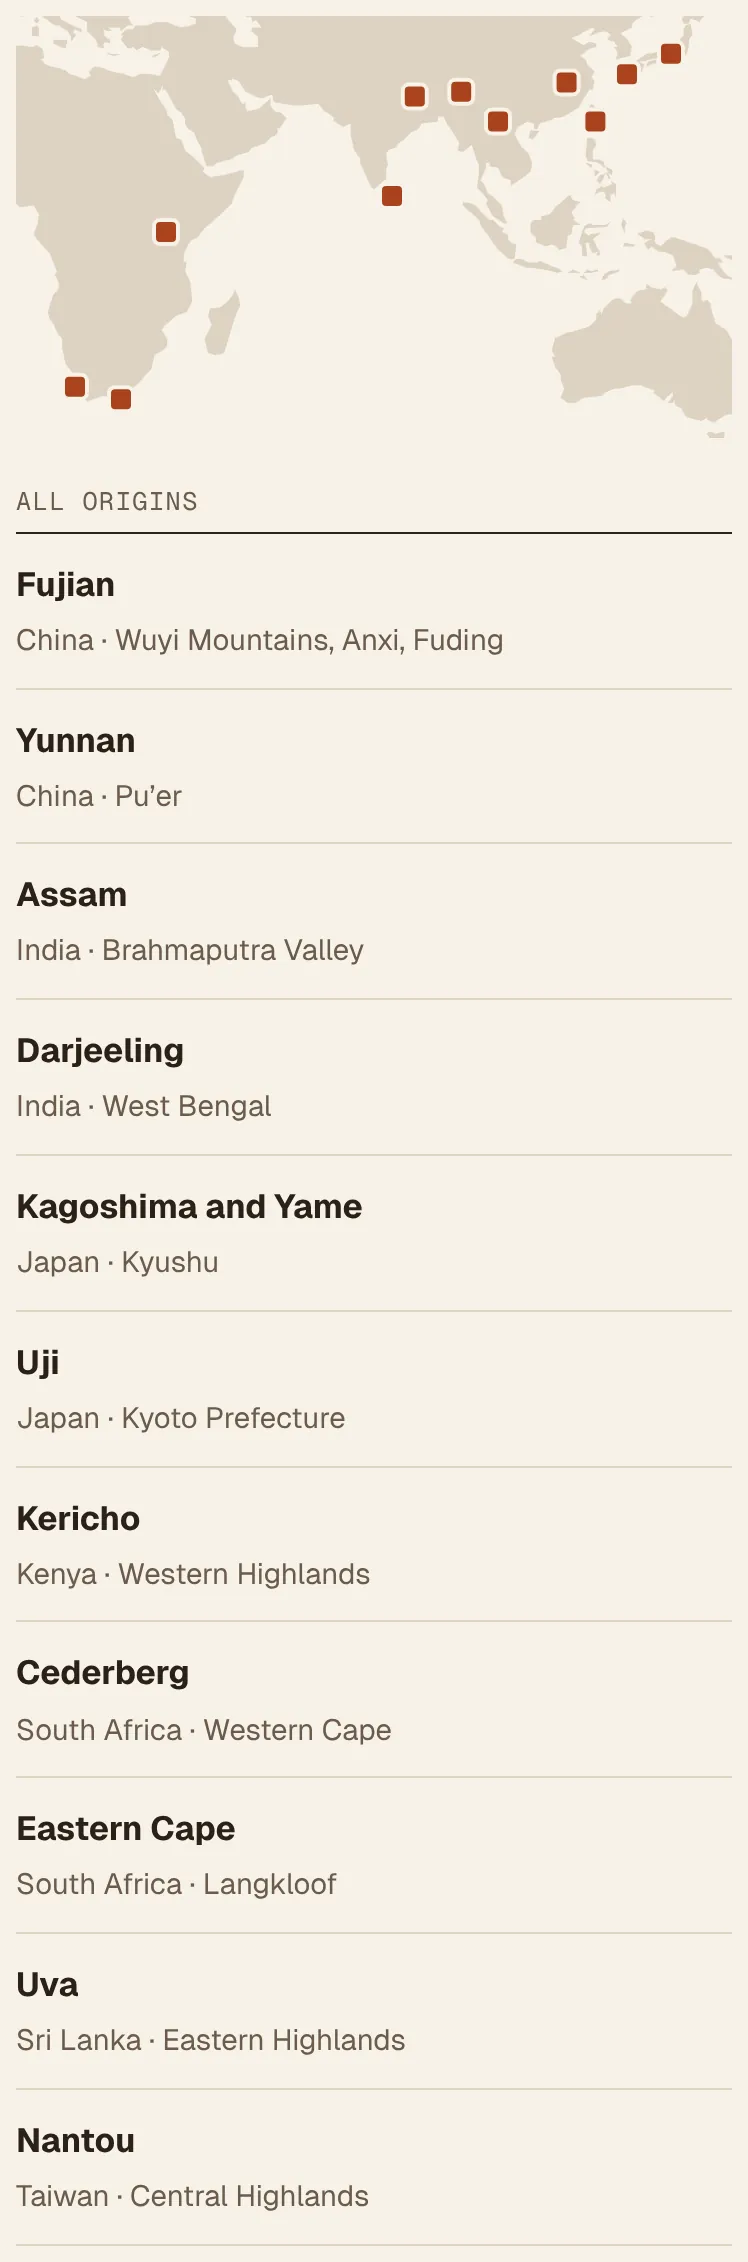 ALL ORIGINS
Fujian
China · Wuyi Mountains, Anxi, Fuding
Yunnan
China · Pu’er
Assam
India · Brahmaputra Valley
Darjeeling
India · West Bengal
Kagoshima and Yame
Japan · Kyushu
Uji
Japan · Kyoto Prefecture
Kericho
Kenya · Western Highlands
Cederberg
South Africa · Western Cape
Eastern Cape
South Africa · Langkloof
Uva
Sri Lanka · Eastern Highlands
Nantou
Taiwan · Central Highlands